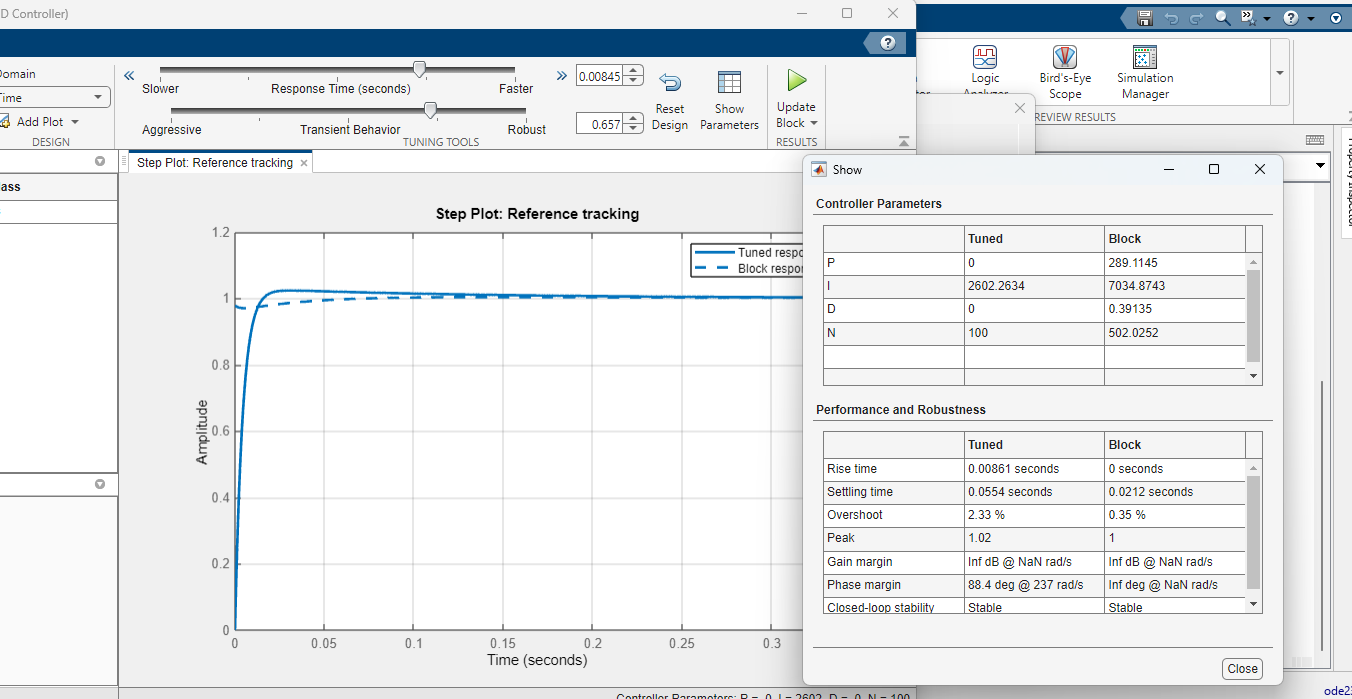 D Controller)
Domain
Time
Add Plot
DESIGN
Slower
Response Time (seconds)
Faster
0.00845
Aggressive
Transient Behavior
Robust
0.657
TUNING TOOLS
Reset
Design
Show
Parameters
Update
Block
RESULTS
Logic
Analyzer
Bird's-Eye
Scope
Simulation
Manager
REVIEW RESULTS
Property Inspector
ass
Step Plot: Reference tracking
Step Plot: Reference tracking
Tuned respo
Block respor
Amplitude
1.2
1
0.8
0.6
0.4
0.2
0
0
0.05
0.1
0.15
0.2
0.25
0.3
Time (seconds)
Controller Parameters: P = 0, I = 2602, D = 0, N = 100
Show
Controller Parameters
Tuned Block
P 0 289.1145
I 2602.2634 7034.8743
D 0 0.39135
N 100 502.0252
Performance and Robustness
Tuned Block
Rise time 0.00861 seconds 0 seconds
Settling time 0.0554 seconds 0.0212 seconds
Overshoot 2.33 % 0.35 %
Peak 1.02 1
Gain margin Inf dB @ NaN rad/s Inf dB @ NaN rad/s
Phase margin 88.4 deg @ 237 rad/s Inf deg @ NaN rad/s
Closed-loop stability Stable Stable
Close